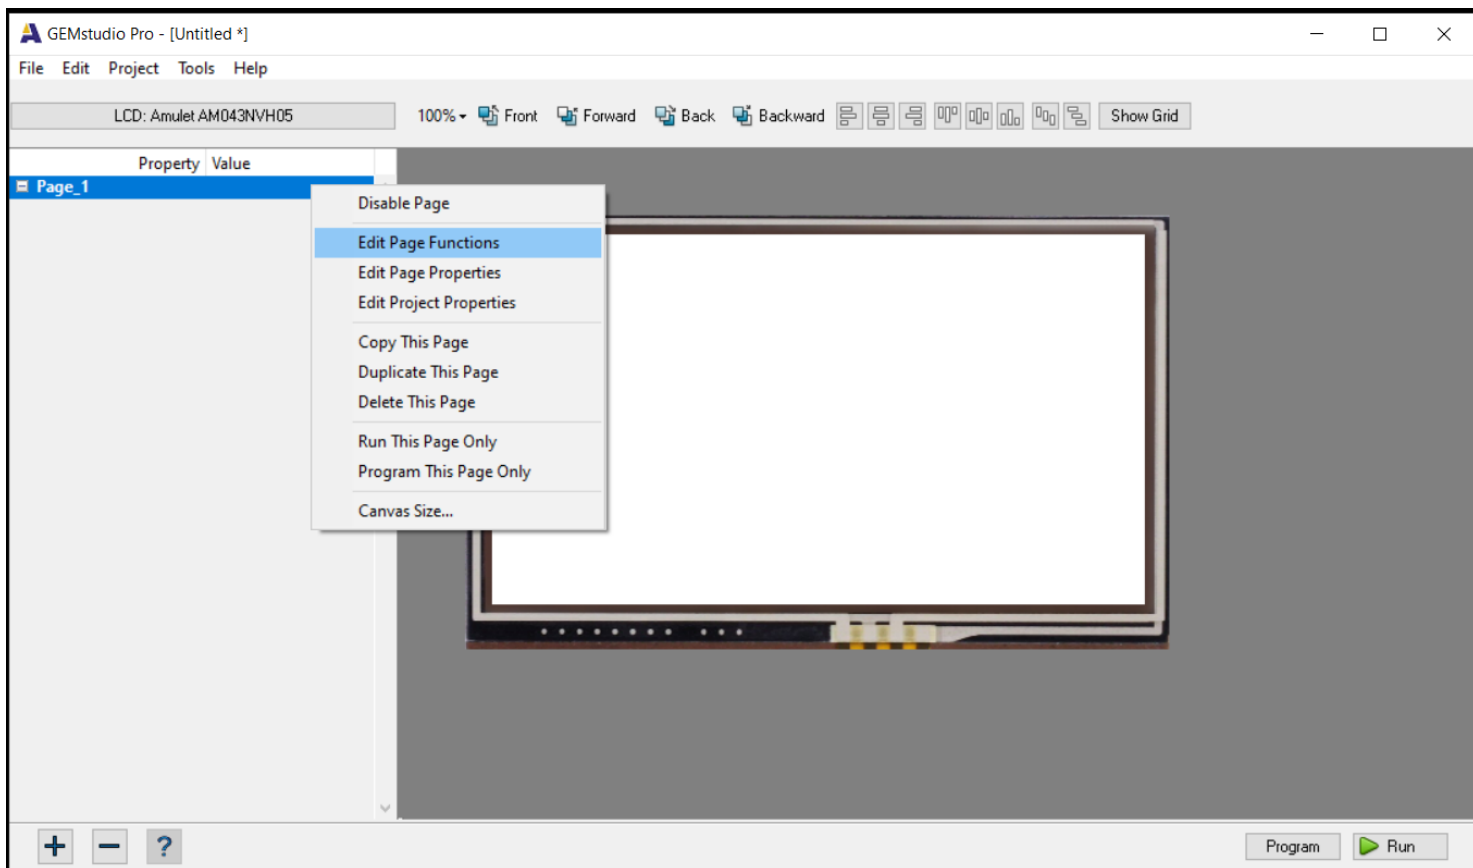 GEMstudio Pro - [Untitled *]
File Edit Project Tools Help
LCD: Amulet AM043NVH05 100% Front Forward Back Backward Show Grid
Property Value
Page_1
Disable Page
Edit Page Functions
Edit Page Properties
Edit Project Properties
Copy This Page
Duplicate This Page
Delete This Page
Run This Page Only
Program This Page Only
Canvas Size...
Program Run